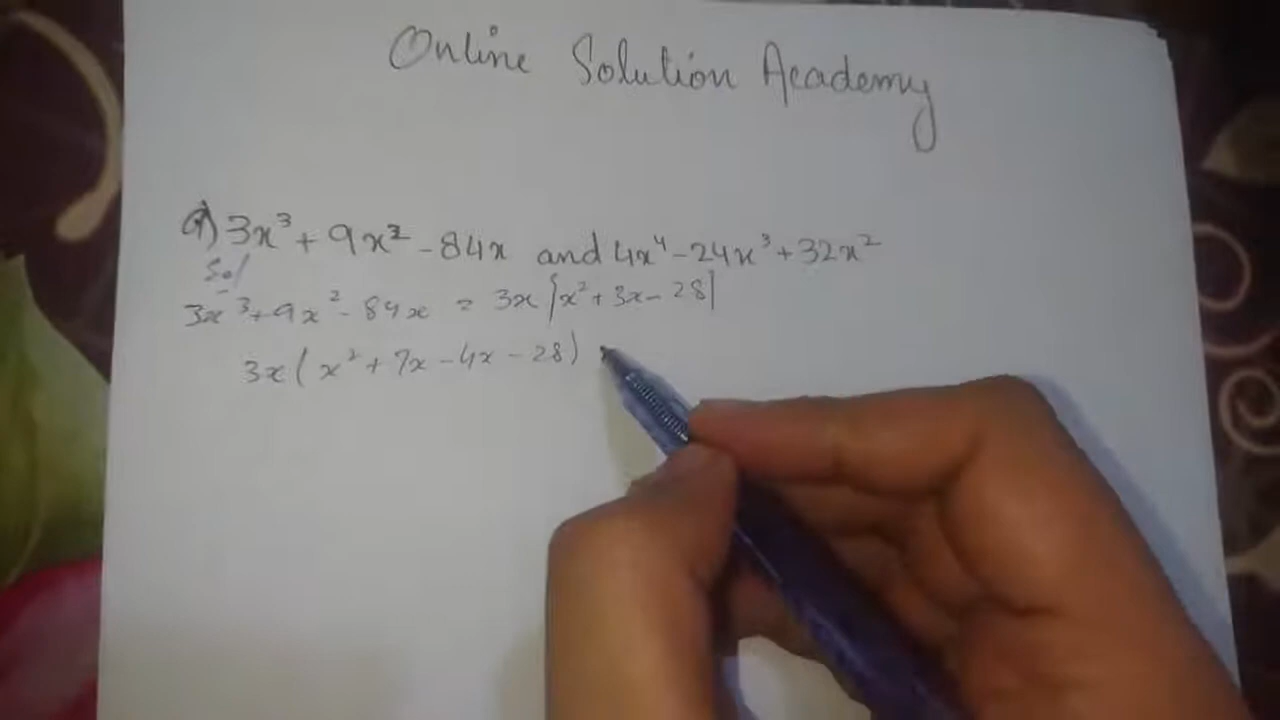 Online Solution Academy
Q) 3x³ + 9x² - 84x and 4x⁴ - 24x³ + 32x²
Sol
3x³ + 9x² - 84x = 3x [x² + 3x - 28]
3x ( x² + 7x - 4x - 28)